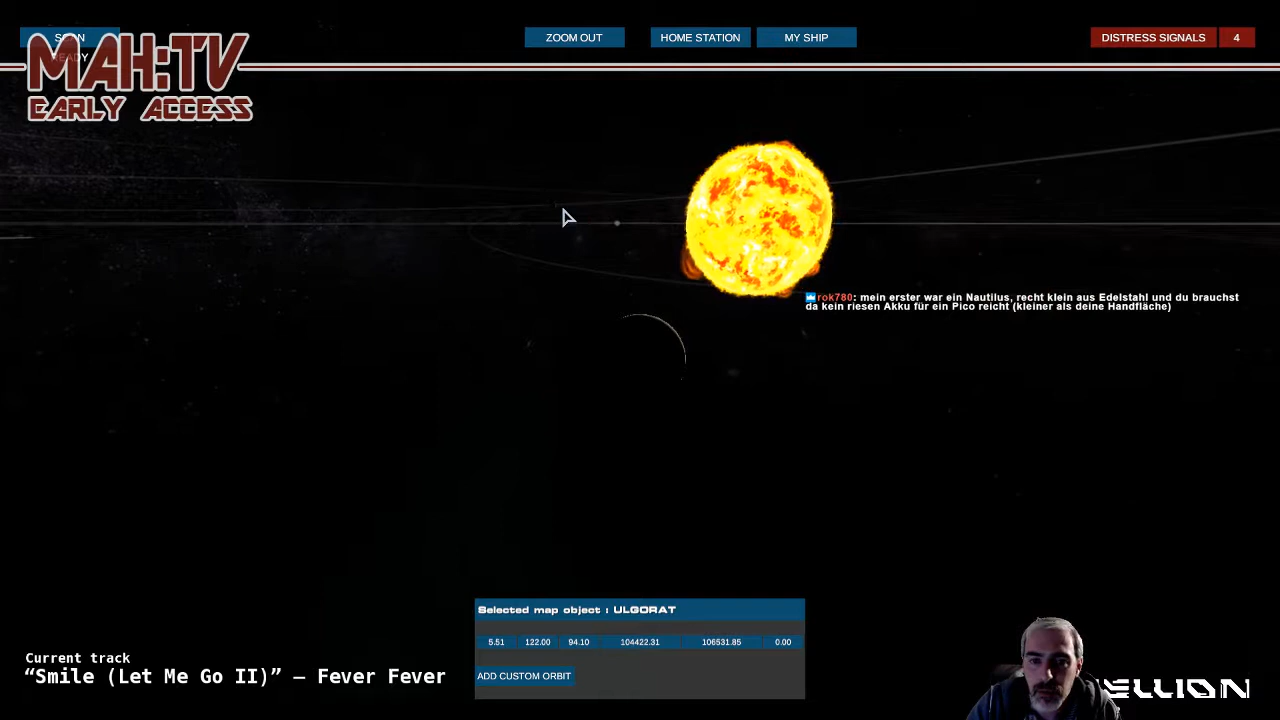 ZOOM OUT
HOME STATION
MY SHIP
DISTRESS SIGNALS
4
MAH:TV
EARLY ACCESS
rok780: mein erster war ein Nautilus, recht klein aus Edelstahl und du brauchst
da kein riesen Akku für ein Pico reicht (kleiner als deine Handfläche)
Selected map object : ULGORAT
5.51 122.00 94.10 104422.31 106531.85 0.00
ADD CUSTOM ORBIT
Current track
“Smile (Let Me Go II)” — Fever Fever